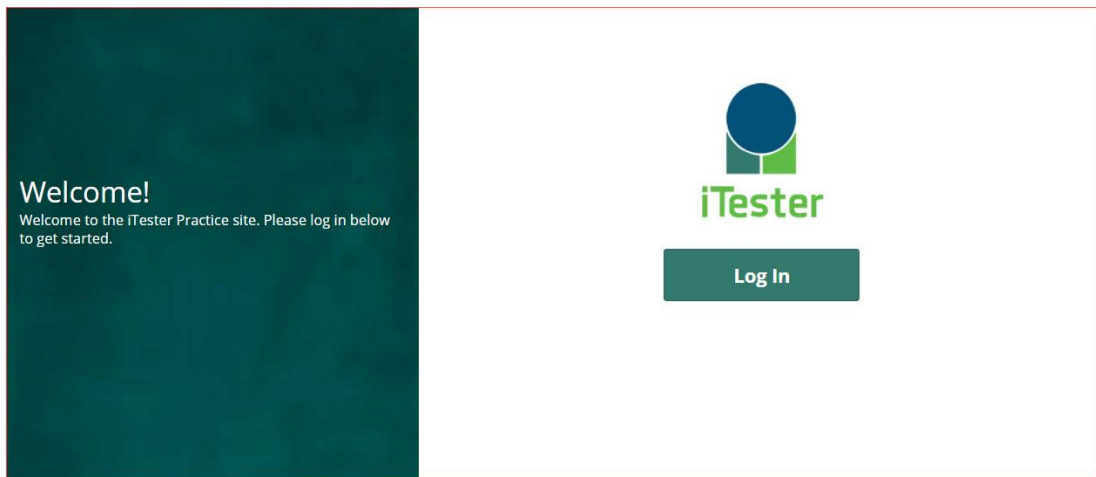 Welcome!
Welcome to the iTester Practice site. Please log in below
to get started.
iTester
Log In